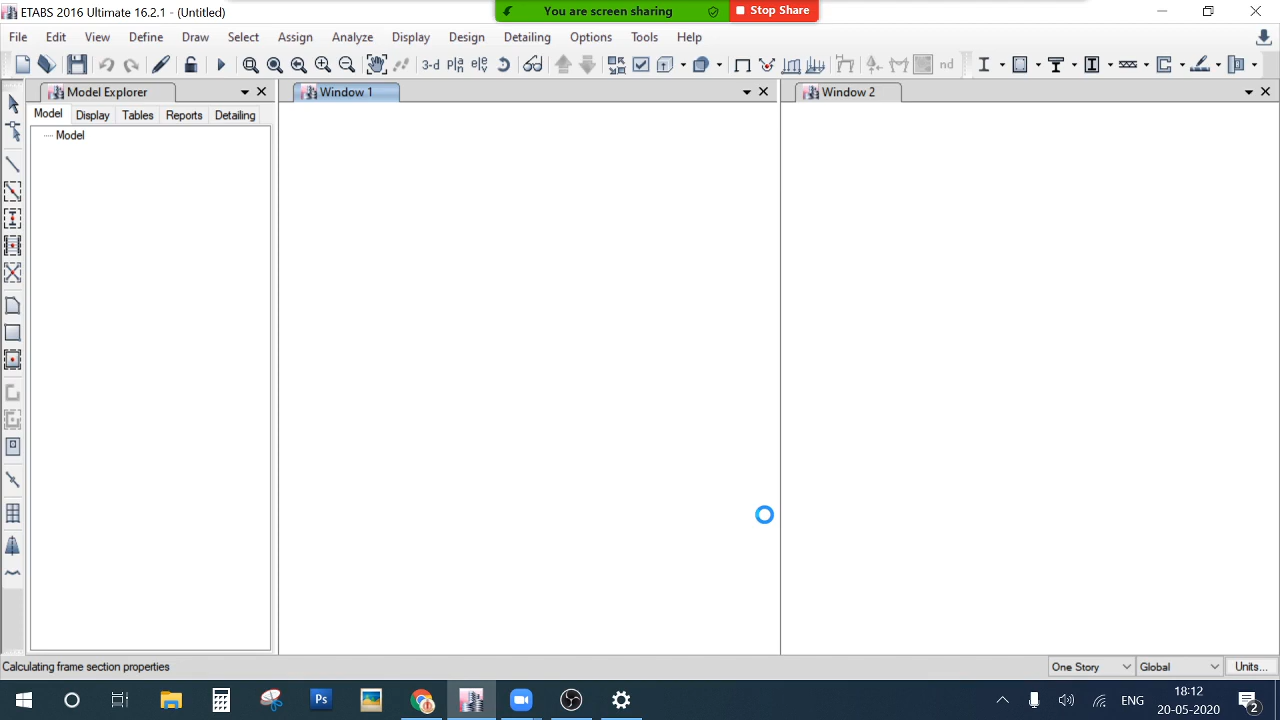 ETABS 2016 Ultimate 16.2.1 - (Untitled)
You are screen sharing
Stop Share
File Edit View Define Draw Select Assign Analyze Display Design Detailing Options Tools Help
3-d nd
Model Explorer
Window 1
Window 2
Model Display Tables Reports Detailing
Model
Calculating frame section properties
One Story
Global
Units...
Ps
ENG
18:12
20-05-2020
2